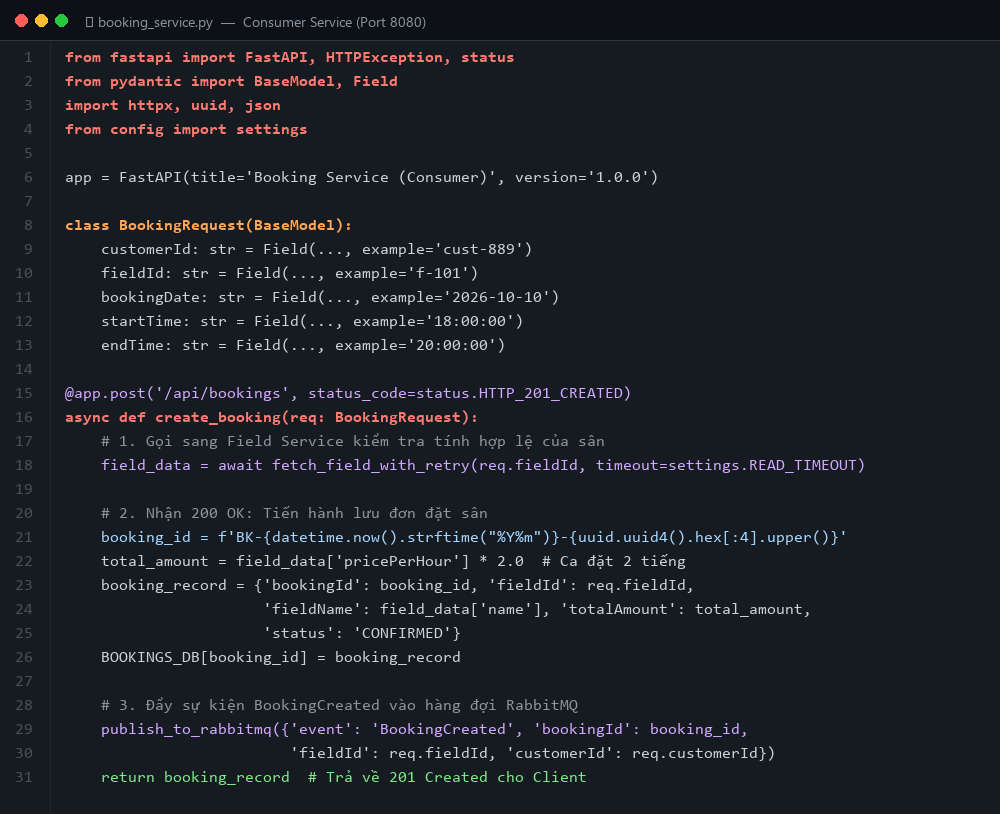 booking_service.py — Consumer Service (Port 8080)
1 from fastapi import FastAPI, HTTPException, status
2 from pydantic import BaseModel, Field
3 import httpx, uuid, json
4 from config import settings
5
6 app = FastAPI(title='Booking Service (Consumer)', version='1.0.0')
7
8 class BookingRequest(BaseModel):
9     customerId: str = Field(..., example='cust-889')
10     fieldId: str = Field(..., example='f-101')
11     bookingDate: str = Field(..., example='2026-10-10')
12     startTime: str = Field(..., example='18:00:00')
13     endTime: str = Field(..., example='20:00:00')
14
15 @app.post('/api/bookings', status_code=status.HTTP_201_CREATED)
16 async def create_booking(req: BookingRequest):
17     # 1. Gọi sang Field Service kiểm tra tính hợp lệ của sân
18     field_data = await fetch_field_with_retry(req.fieldId, timeout=settings.READ_TIMEOUT)
19
20     # 2. Nhận 200 OK: Tiến hành lưu đơn đặt sân
21     booking_id = f'BK-{datetime.now().strftime("%Y%m")}-{uuid.uuid4().hex[:4].upper()}'
22     total_amount = field_data['pricePerHour'] * 2.0  # Ca đặt 2 tiếng
23     booking_record = {'bookingId': booking_id, 'fieldId': req.fieldId,
24                       'fieldName': field_data['name'], 'totalAmount': total_amount,
25                       'status': 'CONFIRMED'}
26     BOOKINGS_DB[booking_id] = booking_record
27
28     # 3. Đẩy sự kiện BookingCreated vào hàng đợi RabbitMQ
29     publish_to_rabbitmq({'event': 'BookingCreated', 'bookingId': booking_id,
30                          'fieldId': req.fieldId, 'customerId': req.customerId})
31     return booking_record  # Trả về 201 Created cho Client